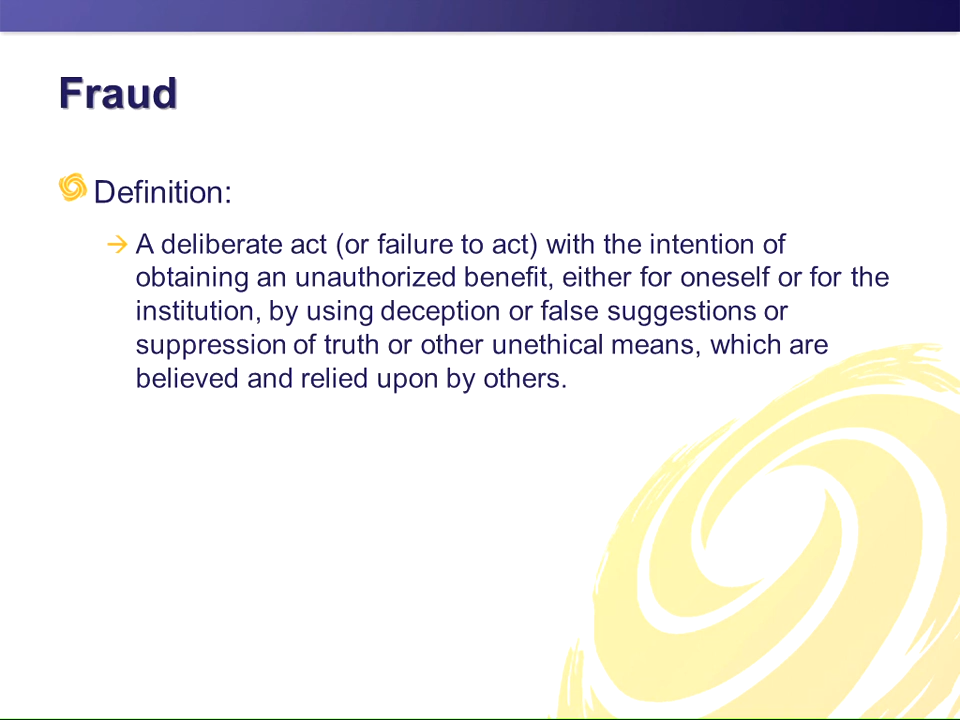 Fraud
Definition:
A deliberate act (or failure to act) with the intention of
obtaining an unauthorized benefit, either for oneself or for the
institution, by using deception or false suggestions or
suppression of truth or other unethical means, which are
believed and relied upon by others.